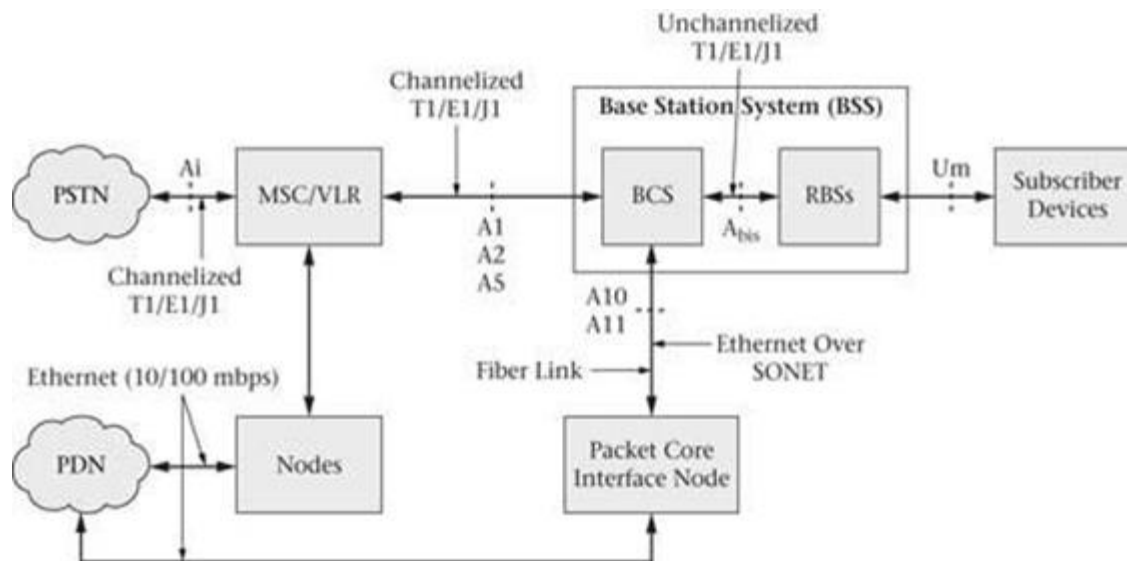 Unchannelized
T1/E1/J1
Channelized
T1/E1/J1
Base Station System (BSS)
Ai
Um
PSTN
MSC/VLR
BCS
RBSs
Subscriber
Devices
Abis
A1
A2
A5
Channelized
T1/E1/J1
A10
A11
Ethernet Over
SONET
Fiber Link
Ethernet (10/100 mbps)
PDN
Nodes
Packet Core
Interface Node